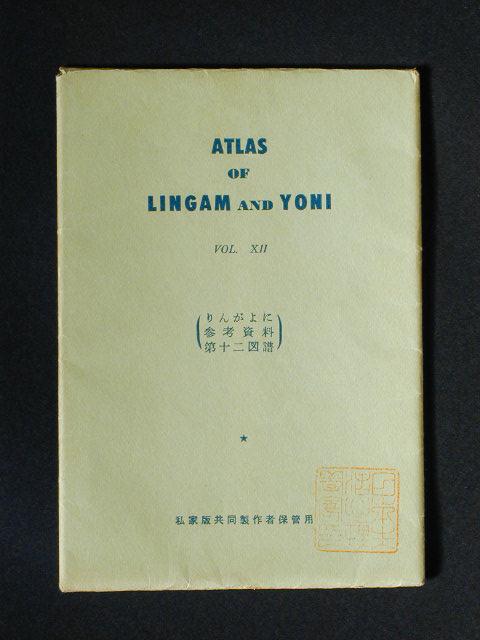 ATLAS
OF
LINGAM AND YONI
VOL. XII
りんがよに
参考資料
第十二図譜
★
私家版共同製作者保管用